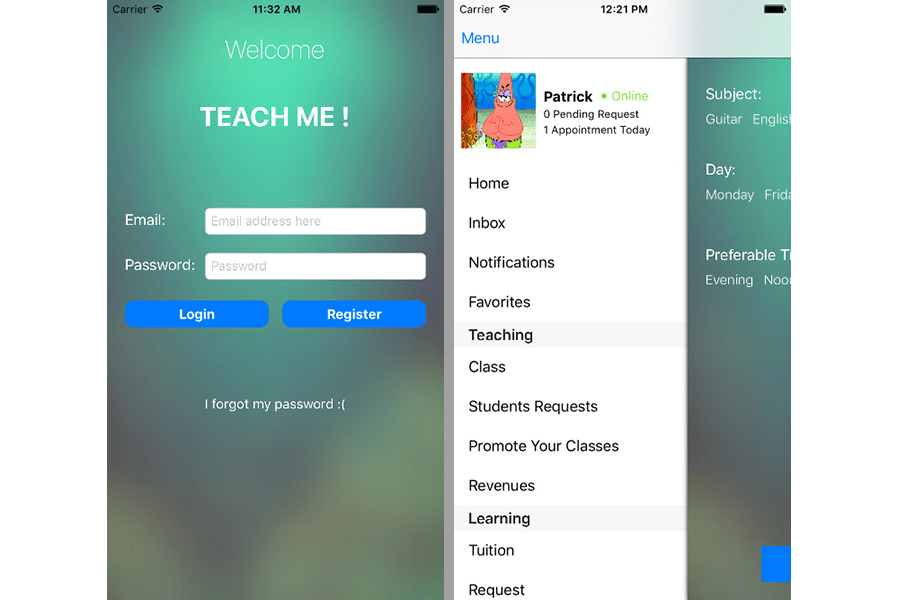 Carrier 11:32 AM
Welcome
TEACH ME !
Email: Email address here
Password: Password
Login Register
I forgot my password :(
Carrier 12:21 PM
Menu
Patrick • Online
0 Pending Request
1 Appointment Today
Home
Inbox
Notifications
Favorites
Teaching
Class
Students Requests
Promote Your Classes
Revenues
Learning
Tuition
Request
Subject:
Guitar English
Day:
Monday Frida
Preferable Ti
Evening Noon